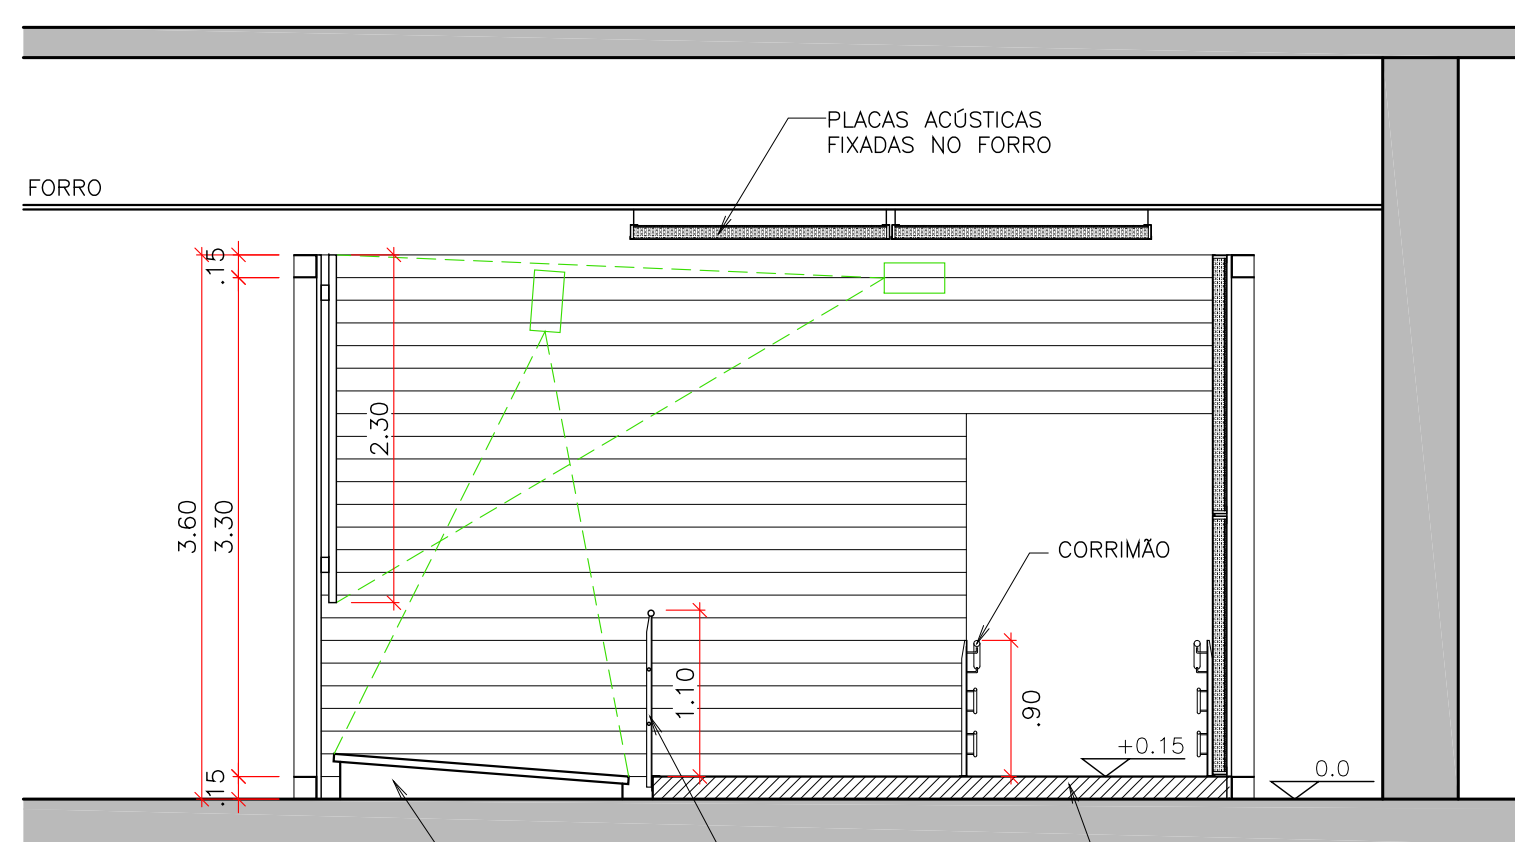 PLACAS ACÚSTICAS
FIXADAS NO FORRO
FORRO
.15
2.30
3.60
3.30
CORRIMÃO
1.10
.90
+0.15
0.0
.15